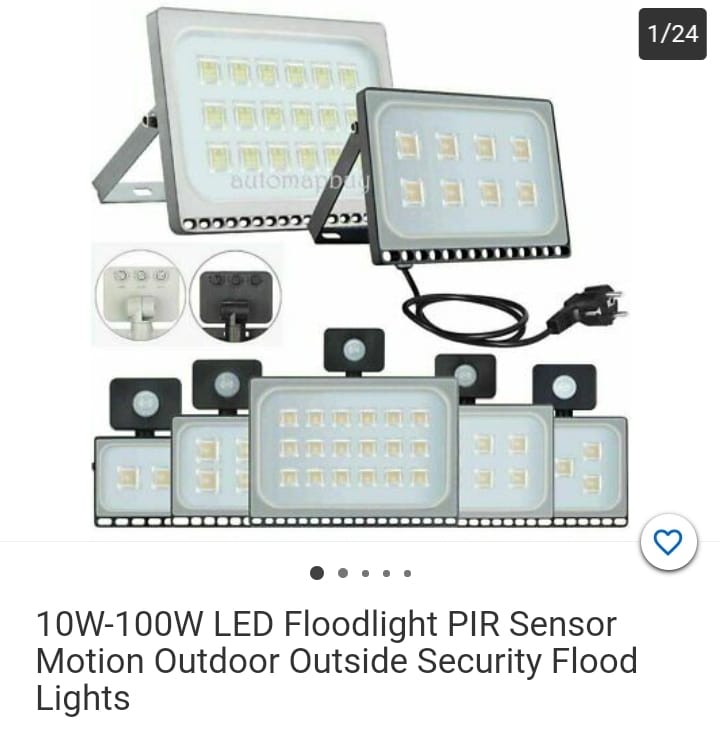 1/24
automapbuy
10W-100W LED Floodlight PIR Sensor
Motion Outdoor Outside Security Flood
Lights